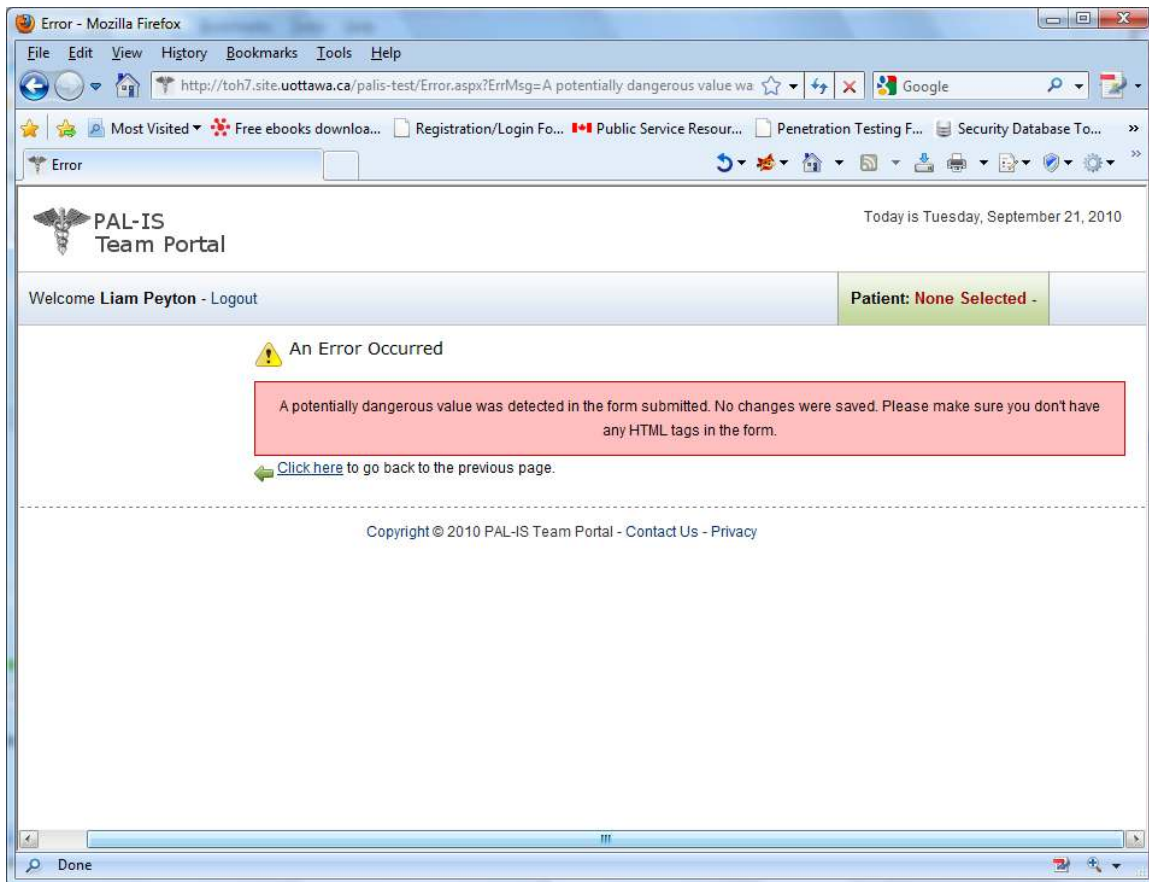 Error - Mozilla Firefox
File Edit View History Bookmarks Tools Help
http://toh7.site.uottawa.ca/palis-test/Error.aspx?ErrMsg=A potentially dangerous value wa Google
Most Visited Free ebooks downloa... Registration/Login Fo... Public Service Resour... Penetration Testing F... Security Database To... »
Error »
PAL-IS
Team Portal
Today is Tuesday, September 21, 2010
Welcome Liam Peyton - Logout
Patient: None Selected -
An Error Occurred
A potentially dangerous value was detected in the form submitted. No changes were saved. Please make sure you don't have
any HTML tags in the form.
Click here to go back to the previous page.
Copyright © 2010 PAL-IS Team Portal - Contact Us - Privacy
Done